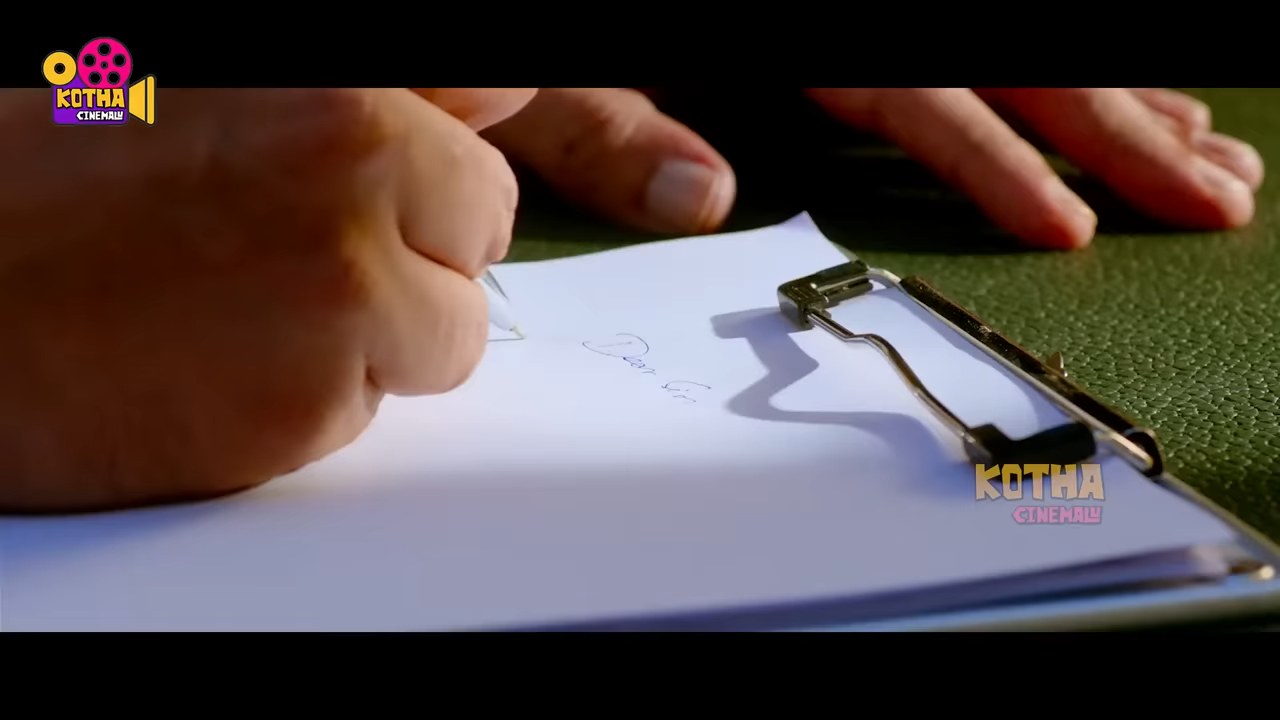 KOTHA
CINEMALU
Dear Sir
KOTHA
CINEMALU